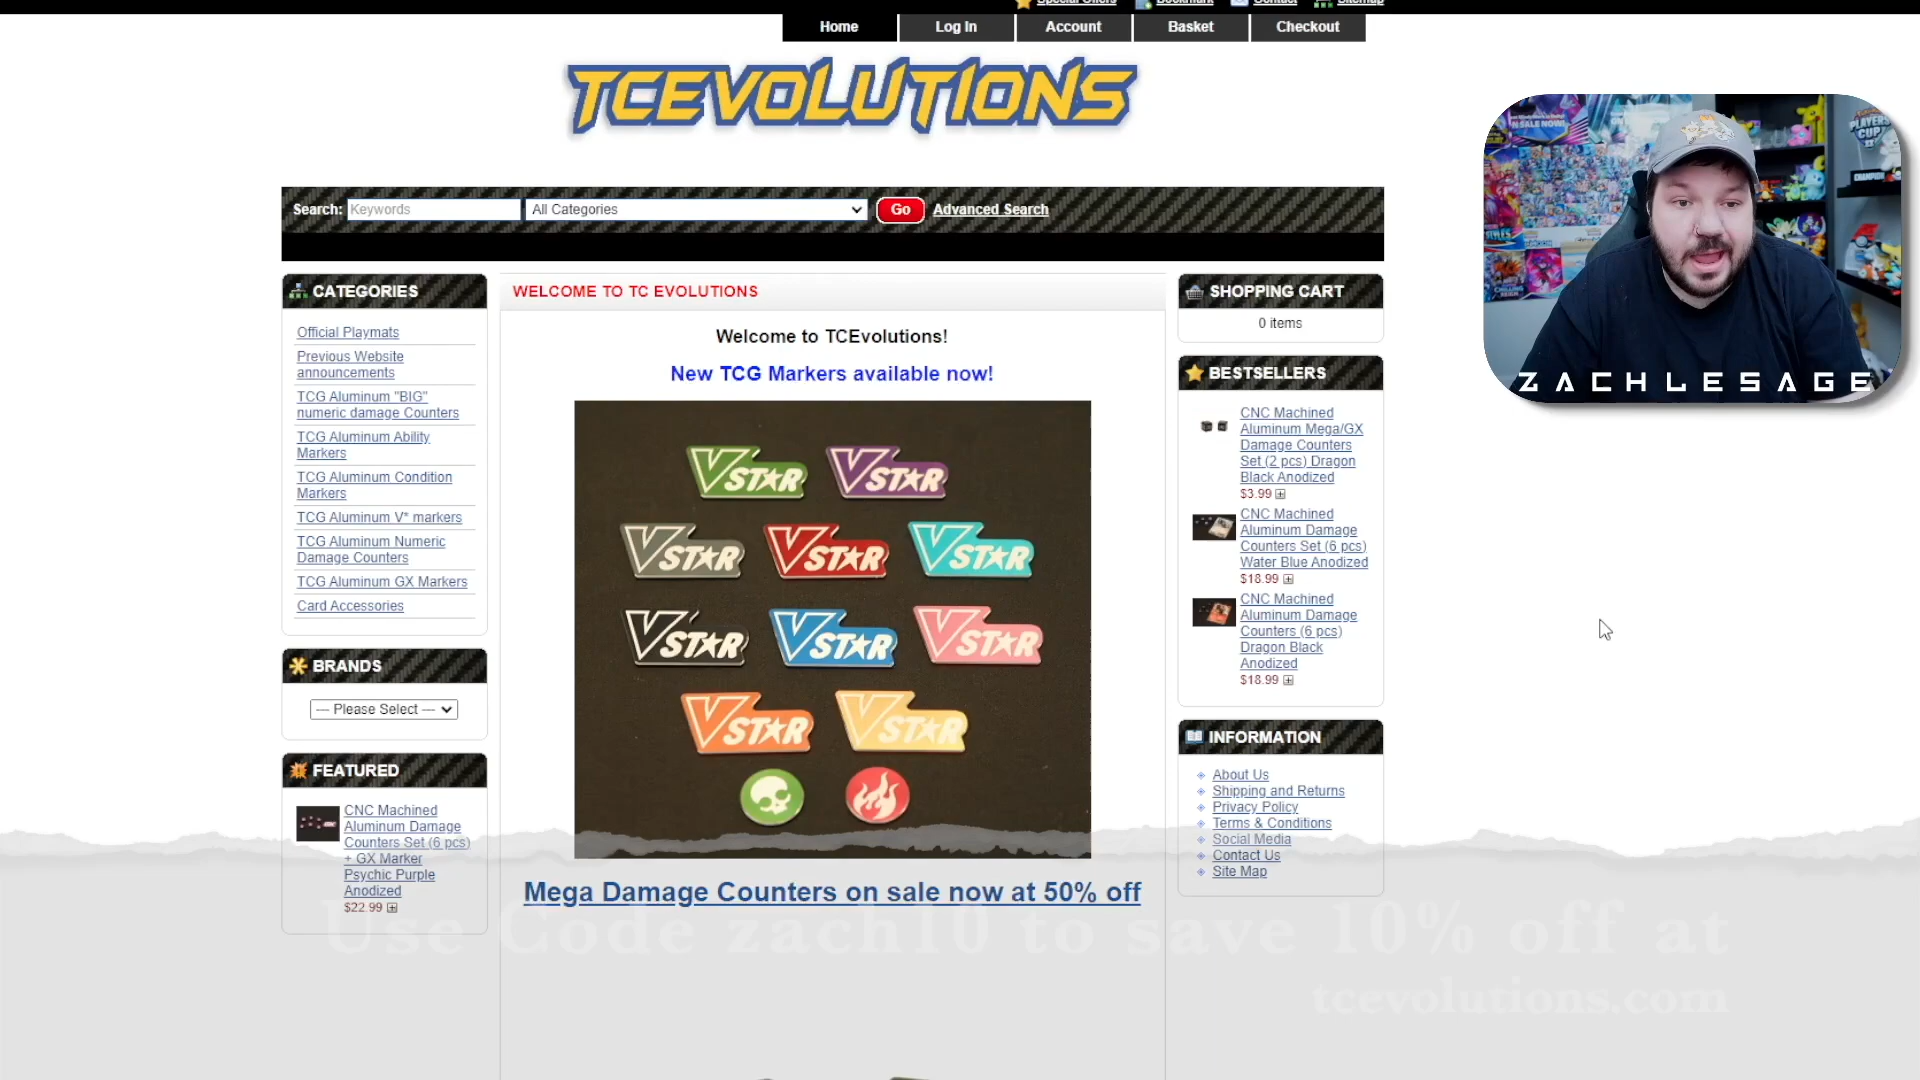 Special Offers Bookmark Contact Sitemap
Home Log In Account Basket Checkout
TCEVOLUTIONS
Search: Keywords All Categories Go Advanced Search
CATEGORIES
Official Playmats
Previous Website
announcements
TCG Aluminum "BIG"
numeric damage Counters
TCG Aluminum Ability
Markers
TCG Aluminum Condition
Markers
TCG Aluminum V* markers
TCG Aluminum Numeric
Damage Counters
TCG Aluminum GX Markers
Card Accessories
BRANDS
--- Please Select ---
FEATURED
CNC Machined
Aluminum Damage
Counters Set (6 pcs)
+ GX Marker
Psychic Purple
Anodized
$22.99
WELCOME TO TC EVOLUTIONS
Welcome to TCEvolutions!
New TCG Markers available now!
VSTAR VSTAR
VSTAR VSTAR VSTAR
VSTAR VSTAR VSTAR
VSTAR VSTAR
Mega Damage Counters on sale now at 50% off
SHOPPING CART
0 items
BESTSELLERS
CNC Machined
Aluminum Mega/GX
Damage Counters
Set (2 pcs) Dragon
Black Anodized
$3.99
CNC Machined
Aluminum Damage
Counters Set (6 pcs)
Water Blue Anodized
$18.99
CNC Machined
Aluminum Damage
Counters (6 pcs)
Dragon Black
Anodized
$18.99
INFORMATION
About Us
Shipping and Returns
Privacy Policy
Terms & Conditions
Social Media
Contact Us
Site Map
PLAYERS
CUP
CHAMPION
ZACHLESAGE
Use Code zach10 to save 10% off at
tcevolutions.com